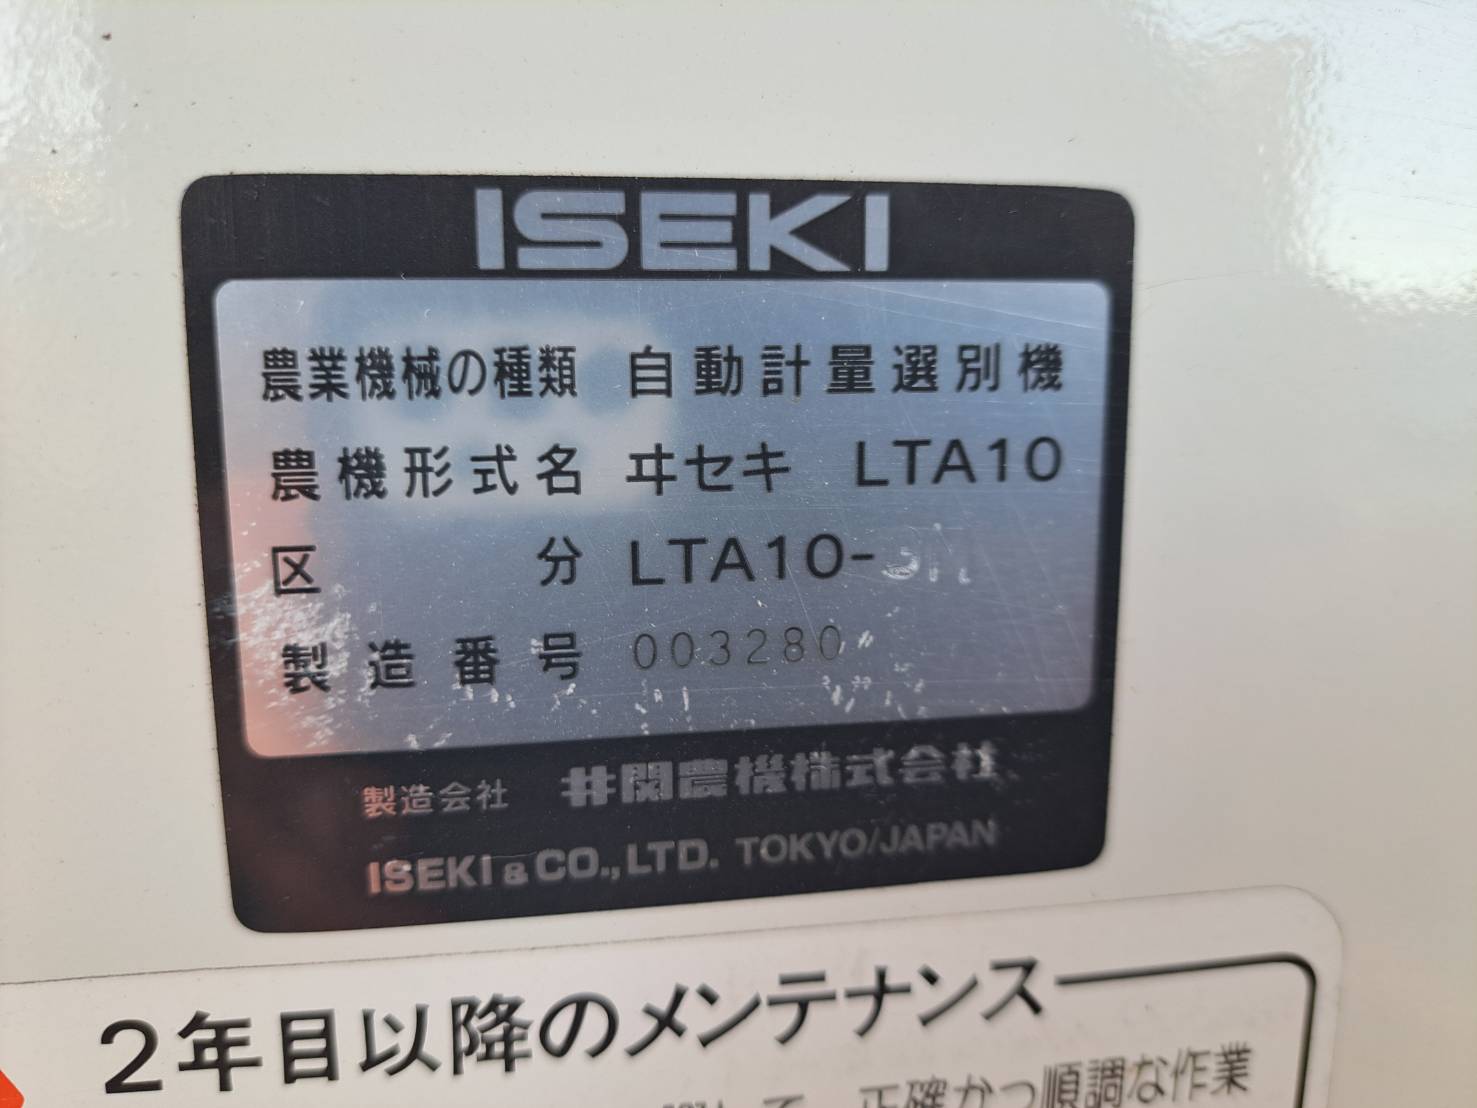 ISEKI
農業機械の種類 自動計量選別機
農機形式名 ヰセキ LTA10
区分 LTA10-
製造番号 003280
製造会社 井関農機株式会社
ISEKI & CO., LTD. TOKYO/JAPAN
2年目以降のメンテナンス
て、正確かつ順調な作業